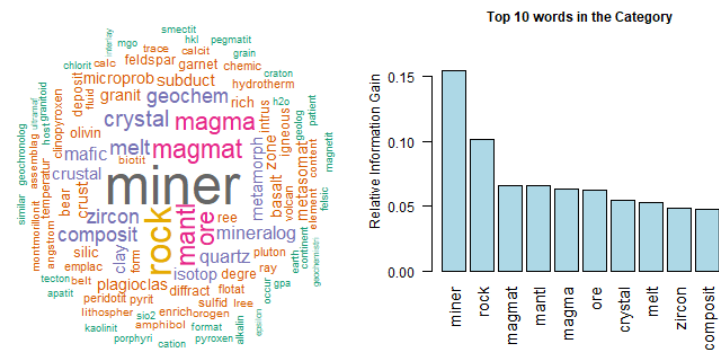 smectit
mgo trace hkl pegmatit
interlay calcit grain
chlorit calc feldspar garnet chemic
microprob subduct craton
hydrotherm
ultramaf granitoid deposit fluid granit geochem rich h2o
host crystal magma intrus geolog patient
geochronolog clinopyroxen olivin zone igneous magnetit
assemblag mafic melt magmat basalt metasomat content
similar temperatur crustal biotit metamorph volcan element felsic
montmorillonit bear crust miner
angstrom zircon rock mantl ore ree mineralog continent
silic composit clay quartz pluton earth geochemistri
emplac form isotop degre ray occur
tecton belt plagioclas diffract flotat gpa
apatit peridotit pyrit sulfid lree
lithospher sio2 enrich orogen epsilon
kaolinit amphibol format alkalin
porphyri cation pyroxen
Top 10 words in the Category
Relative Information Gain
0.15
0.10
0.05
0.00
miner
rock
magmat
mantl
magma
ore
crystal
melt
zircon
composit